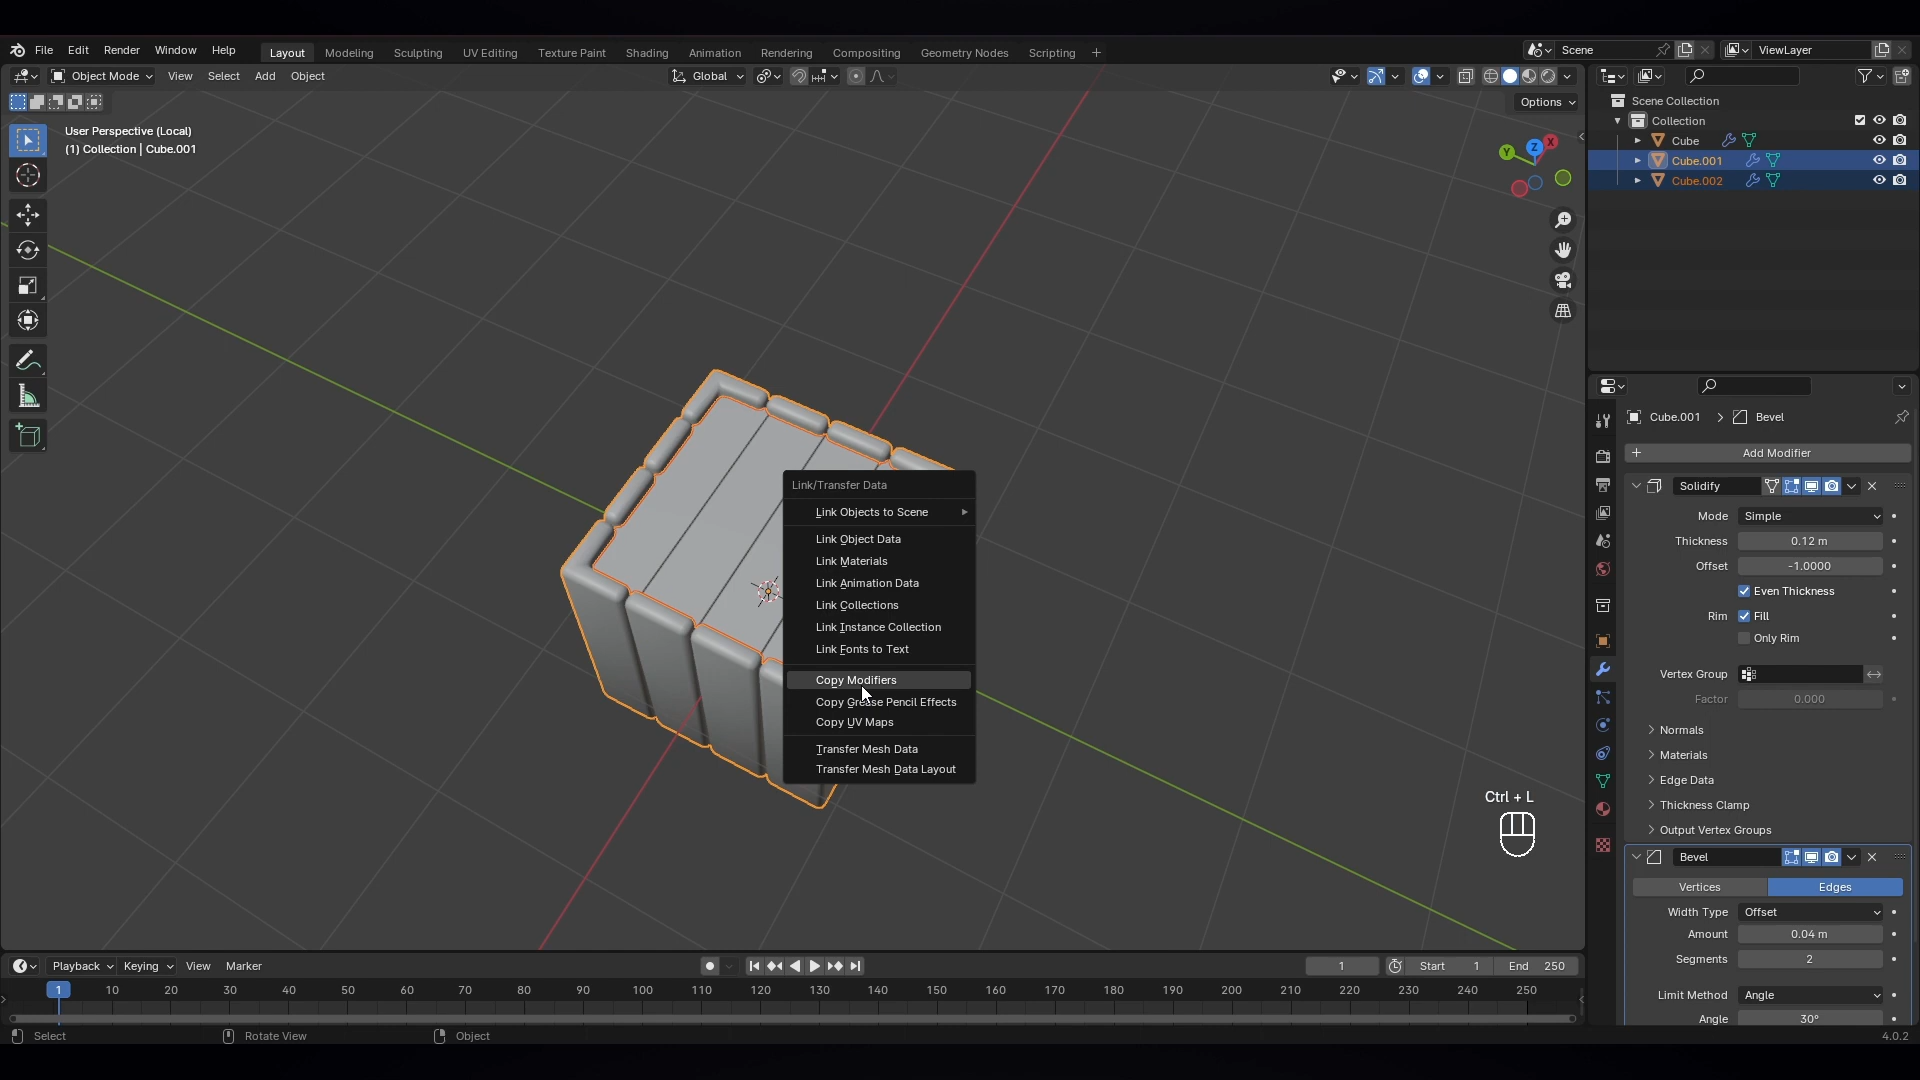 File Edit Render Window Help Layout Modeling Sculpting UV Editing Texture Paint Shading Animation Rendering Compositing Geometry Nodes Scripting + Scene ViewLayer
Object Mode View Select Add Object Global
Options
User Perspective (Local)
(1) Collection | Cube.001
X
Y
Z
Scene Collection
Collection
Cube
Cube.001
Cube.002
Link/Transfer Data
Link Objects to Scene
Link Object Data
Link Materials
Link Animation Data
Link Collections
Link Instance Collection
Link Fonts to Text
Copy Modifiers
Copy Grease Pencil Effects
Copy UV Maps
Transfer Mesh Data
Transfer Mesh Data Layout
Ctrl + L
Cube.001 > Bevel
+ Add Modifier
Solidify
Mode Simple
Thickness 0.12 m
Offset -1.0000
Even Thickness
Rim Fill
Only Rim
Vertex Group
Factor 0.000
Normals
Materials
Edge Data
Thickness Clamp
Output Vertex Groups
Bevel
Vertices Edges
Width Type Offset
Amount 0.04 m
Segments 2
Limit Method Angle
Angle 30°
Playback Keying View Marker 1 Start 1 End 250
1 10 20 30 40 50 60 70 80 90 100 110 120 130 140 150 160 170 180 190 200 210 220 230 240 250
Select Rotate View Object 4.0.2